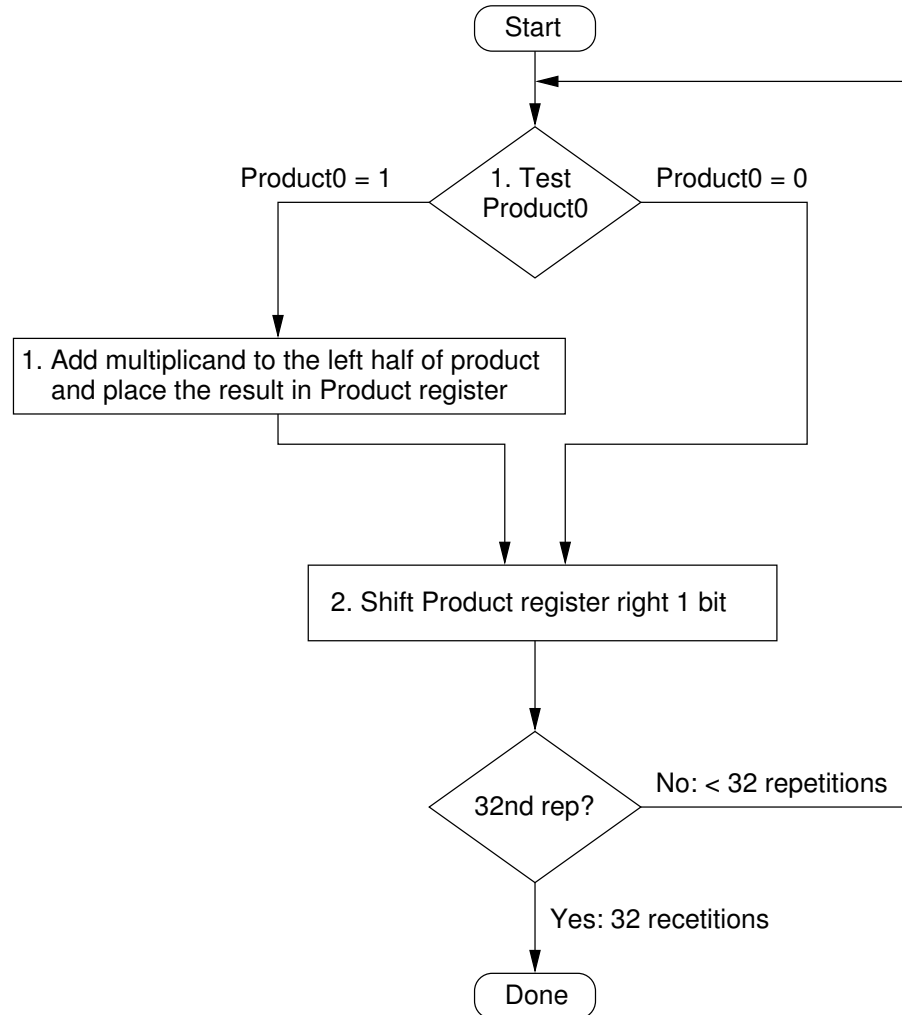 Start
Product0 = 1
1. Test
Product0
Product0 = 0
1. Add multiplicand to the left half of product
and place the result in Product register
2. Shift Product register right 1 bit
32nd rep?
No: < 32 repetitions
Yes: 32 recetitions
Done